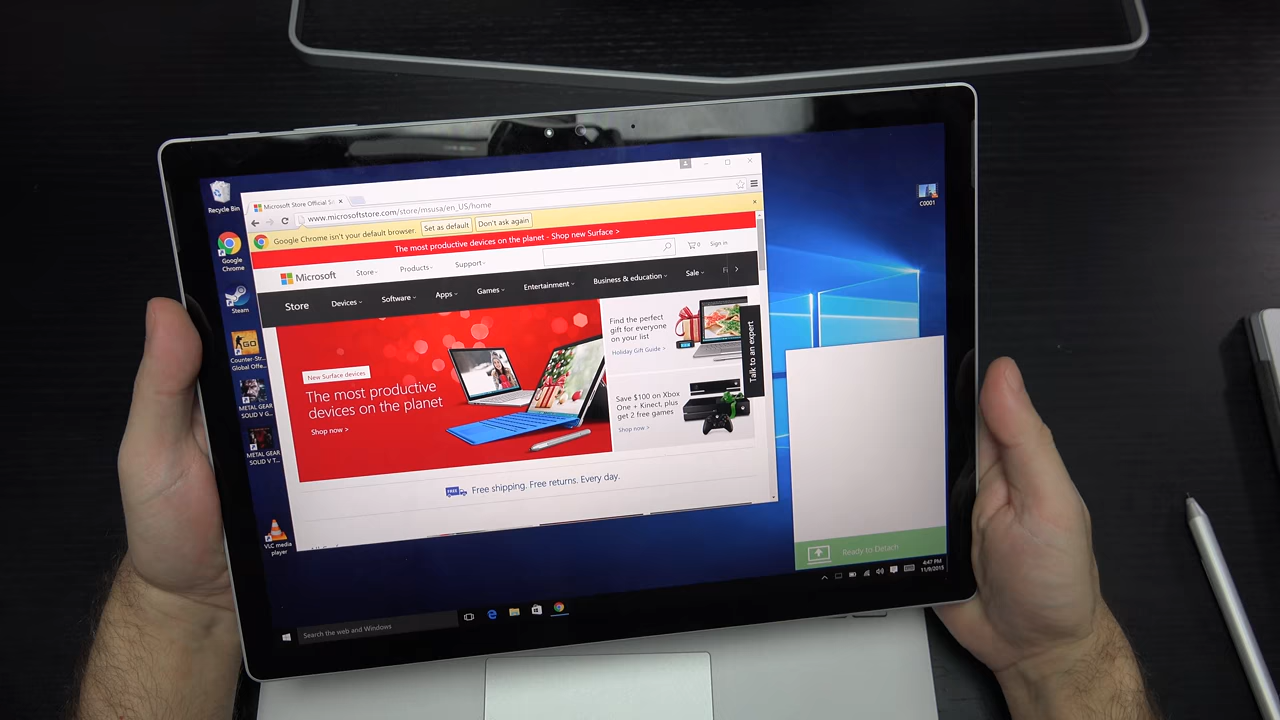 Recycle Bin
Google
Chrome
Steam
Counter-Str...
Global Offe...
METAL GEAR
SOLID V G...
METAL GEAR
SOLID V T...
VLC media
player
C0001
Microsoft Store Official Si
www.microsoftstore.com/store/msusa/en_US/home
Google Chrome isn't your default browser. Set as default Don't ask again
The most productive devices on the planet - Shop new Surface >
Microsoft Store Products Support 0 Sign in
Store Devices Software Apps Games Entertainment Business & education Sale Fi
New Surface devices
The most productive
devices on the planet
Shop now >
Find the perfect
gift for everyone
on your list
Holiday Gift Guide >
Save $100 on Xbox
One + Kinect, plus
get 2 free games
Shop now >
Talk to an expert
FREE Free shipping. Free returns. Every day.
Ready to Detach
Search the web and Windows
4:47 PM
11/9/2015